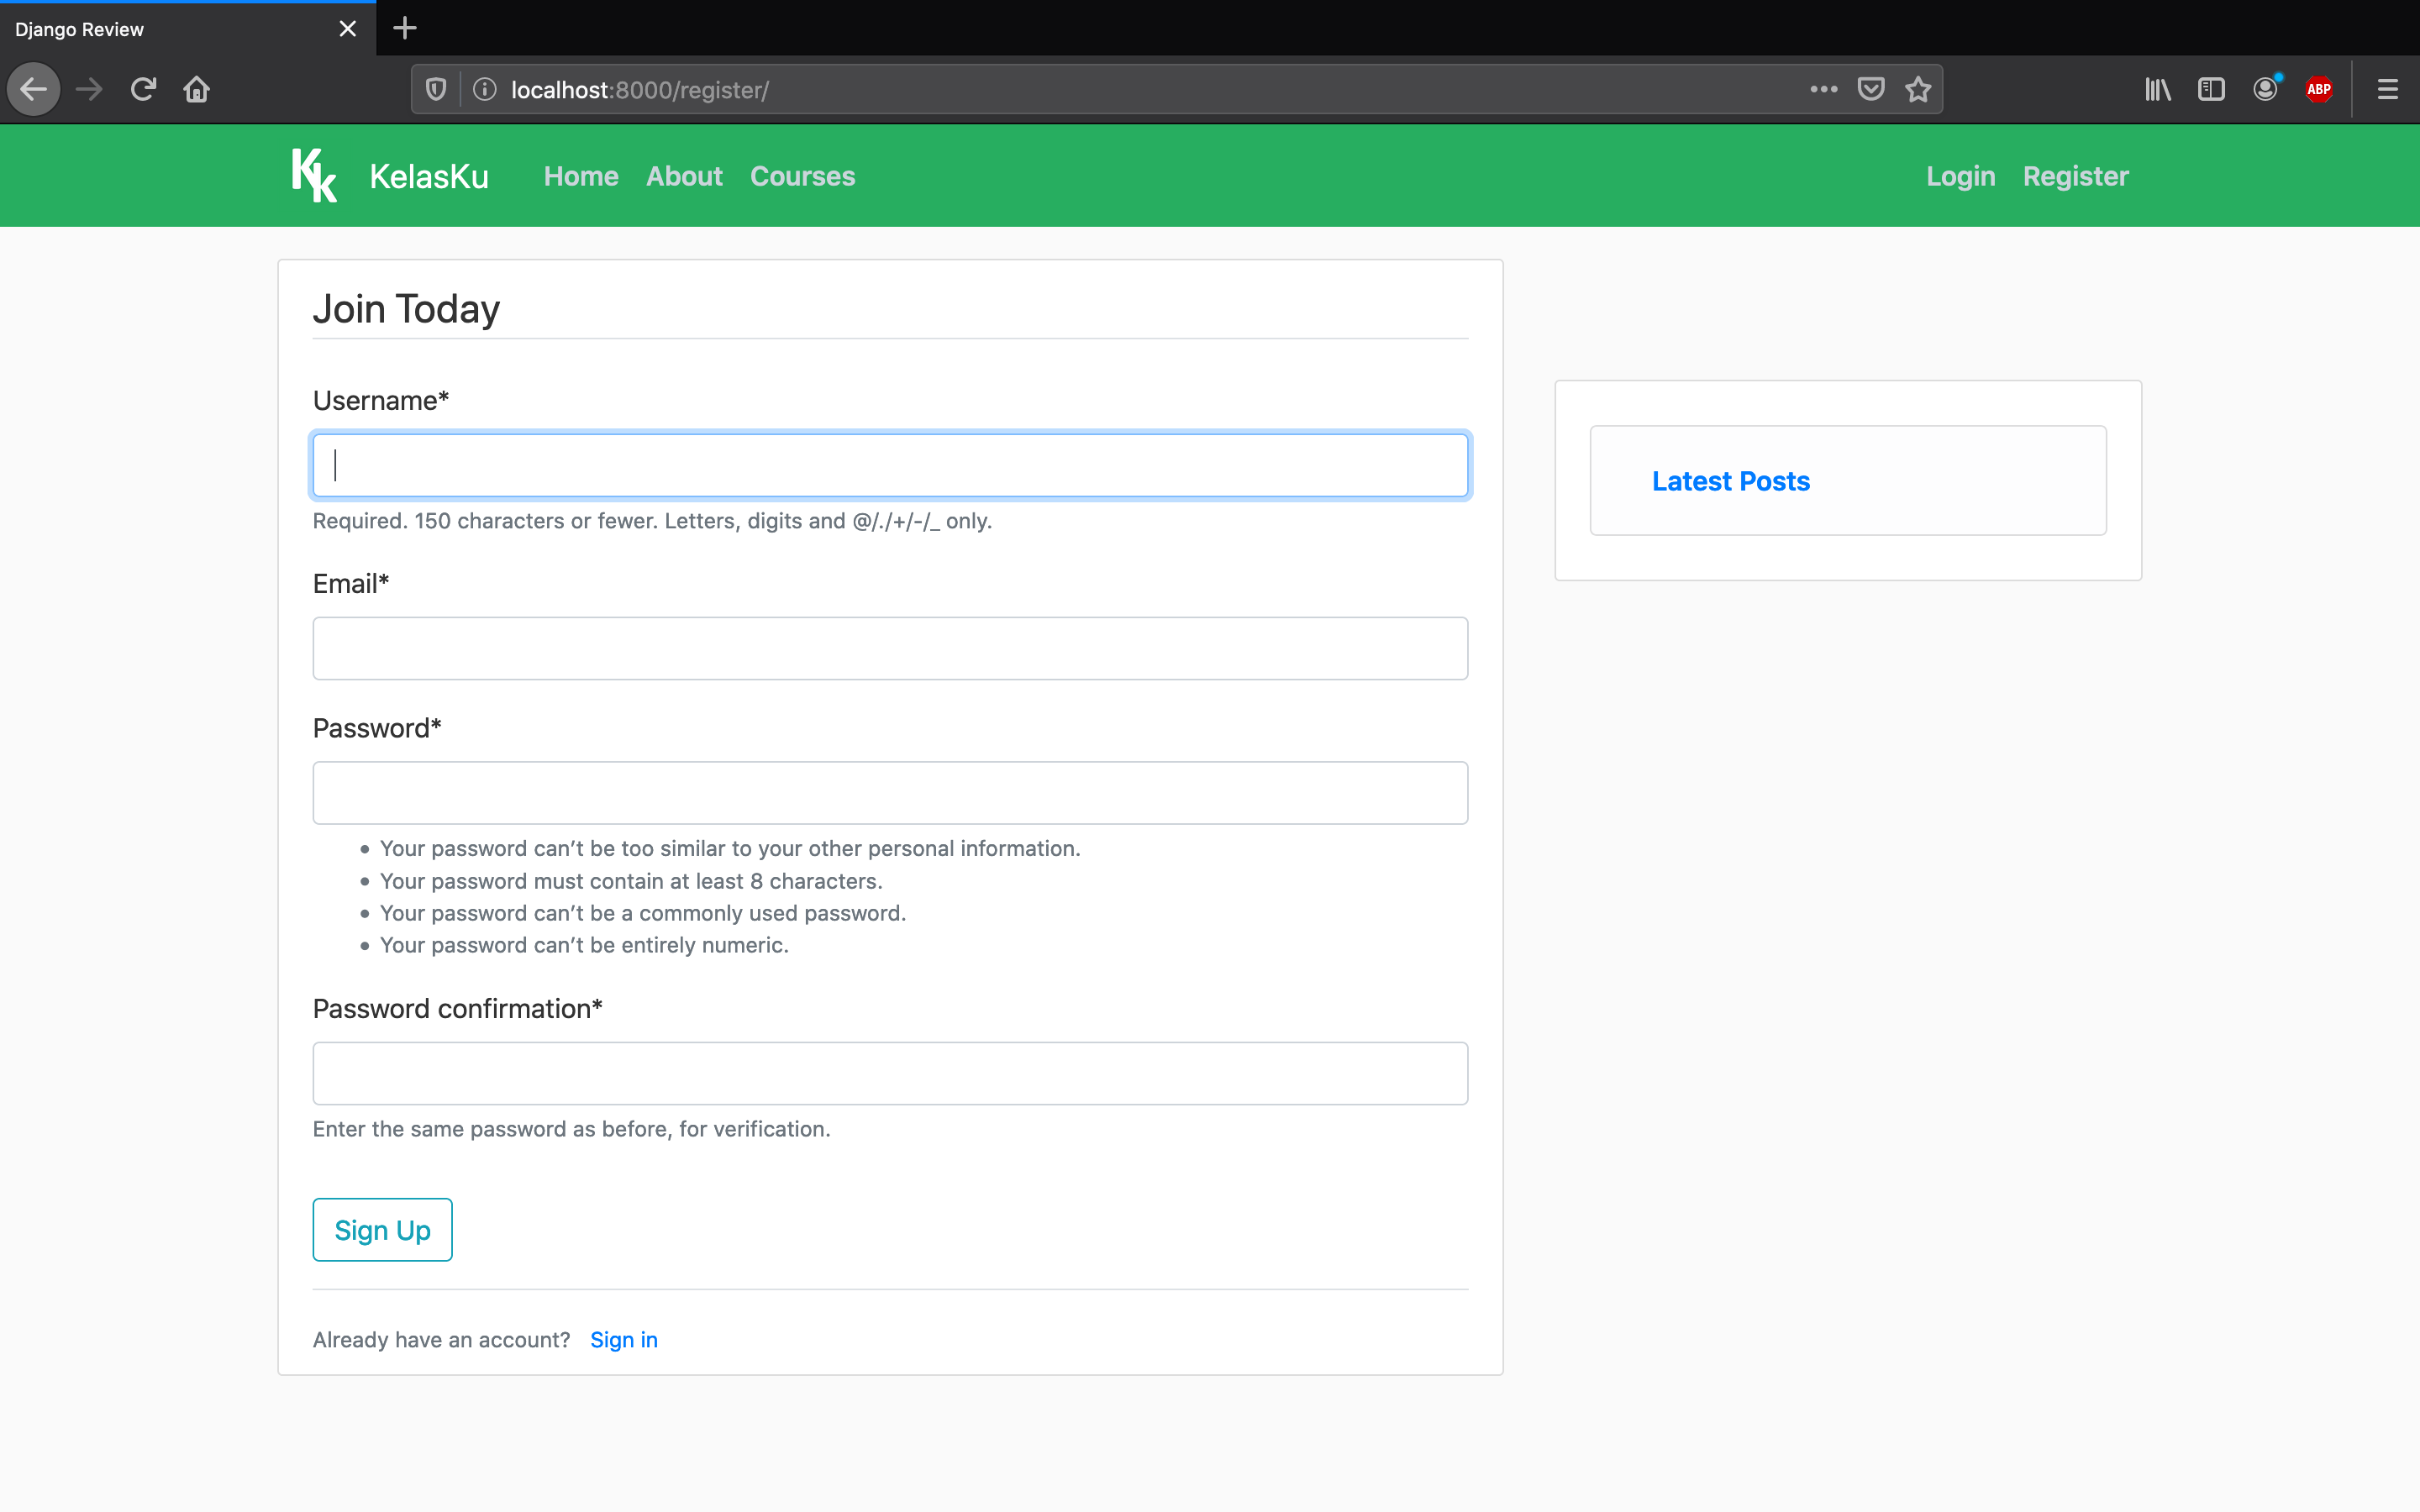 Django Review
localhost:8000/register/
ABP
Kk KelasKu Home About Courses Login Register
Join Today
Username*
Required. 150 characters or fewer. Letters, digits and @/./+/-/_ only.
Email*
Password*
• Your password can’t be too similar to your other personal information.
• Your password must contain at least 8 characters.
• Your password can’t be a commonly used password.
• Your password can’t be entirely numeric.
Password confirmation*
Enter the same password as before, for verification.
Sign Up
Already have an account? Sign in
Latest Posts